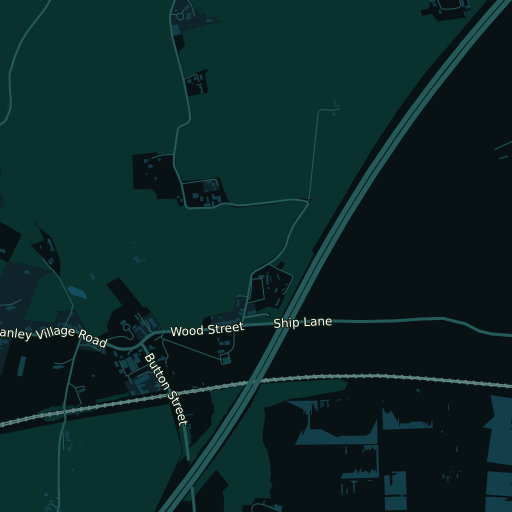 Wood Street
Ship Lane
anley Village Road
Button Street